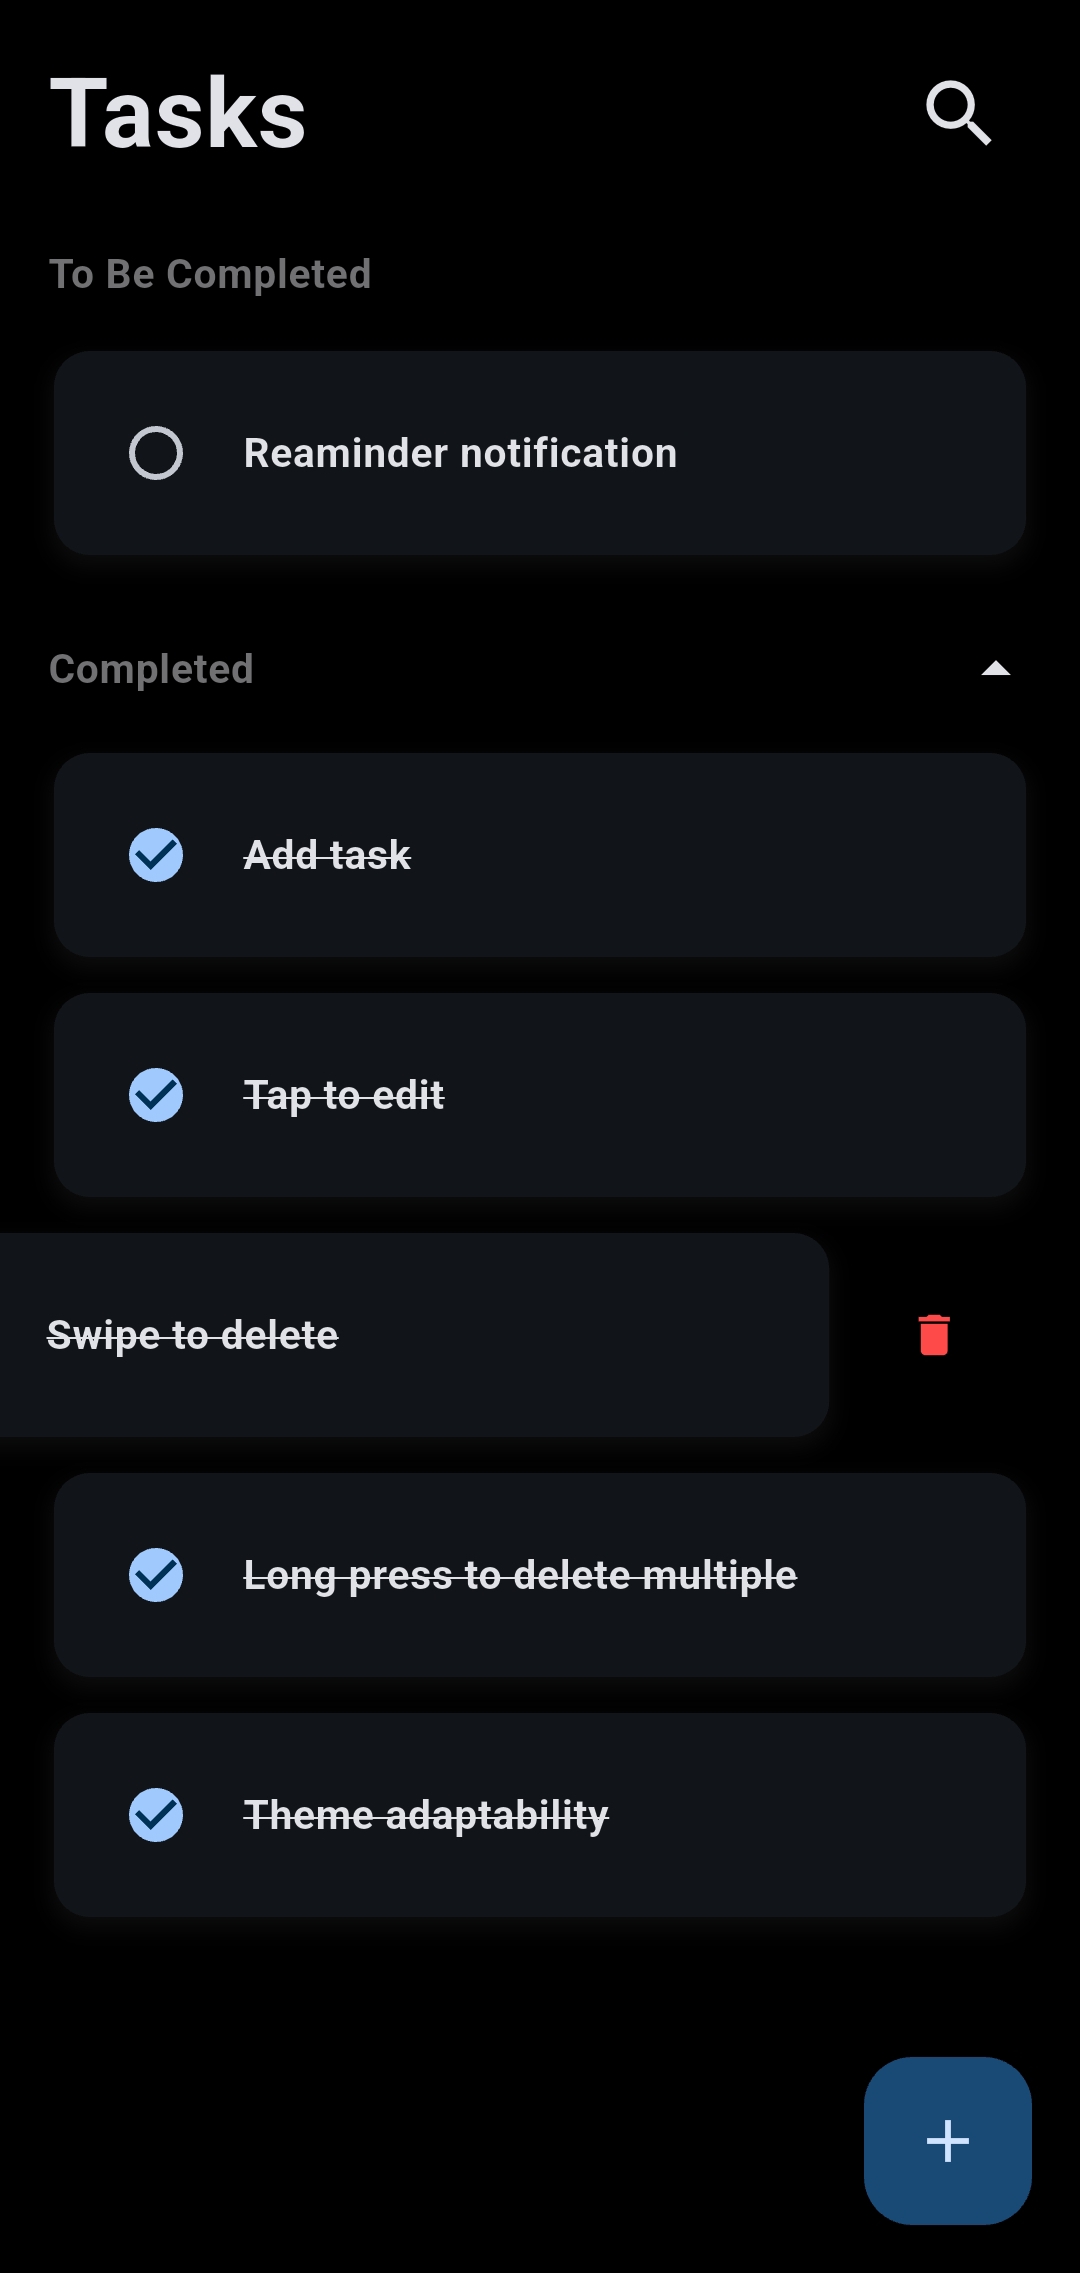 Tasks
To Be Completed
Reaminder notification
Completed
Add task
Tap to edit
Swipe to delete
Long press to delete multiple
Theme adaptability